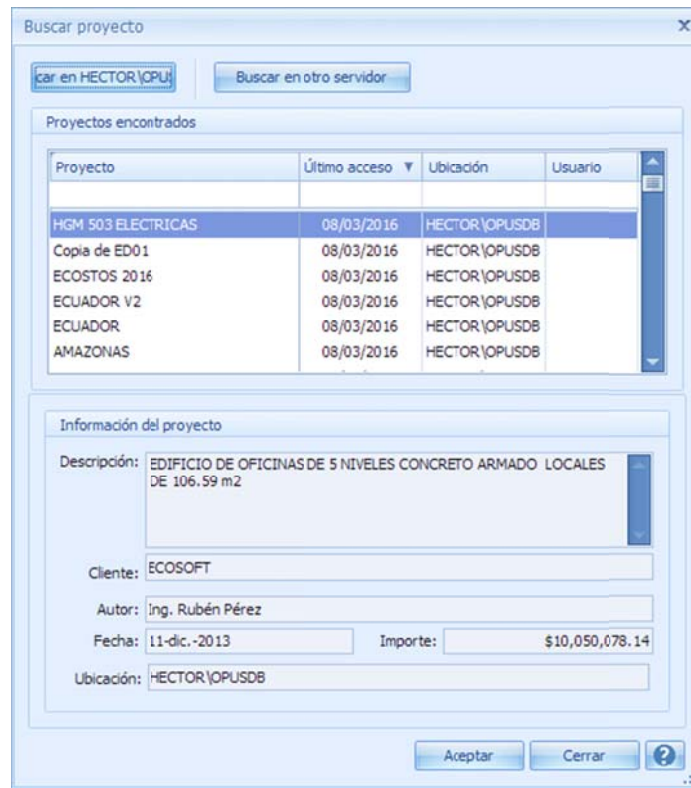 Buscar proyecto
car en HECTOR\OPUS
Buscar en otro servidor
Proyectos encontrados
Proyecto Último acceso Ubicación Usuario
HGM 503 ELECTRICAS 08/03/2016 HECTOR\OPUSDB
Copia de ED01 08/03/2016 HECTOR\OPUSDB
ECOSTOS 2016 08/03/2016 HECTOR\OPUSDB
ECUADOR V2 08/03/2016 HECTOR\OPUSDB
ECUADOR 08/03/2016 HECTOR\OPUSDB
AMAZONAS 08/03/2016 HECTOR\OPUSDB
Información del proyecto
Descripción: EDIFICIO DE OFICINAS DE 5 NIVELES CONCRETO ARMADO LOCALES
DE 106.59 m2
Cliente: ECOSOFT
Autor: Ing. Rubén Pérez
Fecha: 11-dic.-2013 Importe: $10,050,078.14
Ubicación: HECTOR\OPUSDB
Aceptar Cerrar ?